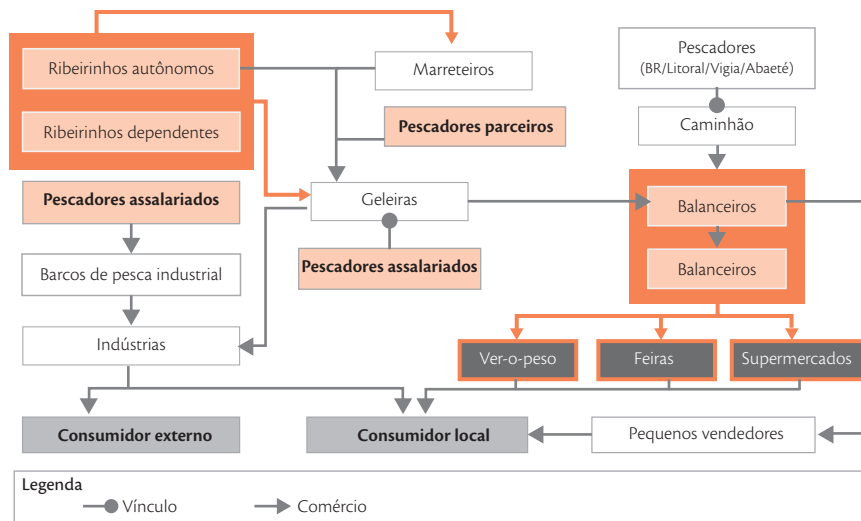 Ribeirinhos autônomos
Marreteiros
Pescadores
(BR/Litoral/Vigia/Abaeté)
Ribeirinhos dependentes
Pescadores parceiros
Caminhão
Pescadores assalariados
Geleiras
Balanceiros
Barcos de pesca industrial
Pescadores assalariados
Balanceiros
Indústrias
Ver-o-peso
Feiras
Supermercados
Consumidor externo
Consumidor local
Pequenos vendedores
Legenda
Vínculo
Comércio